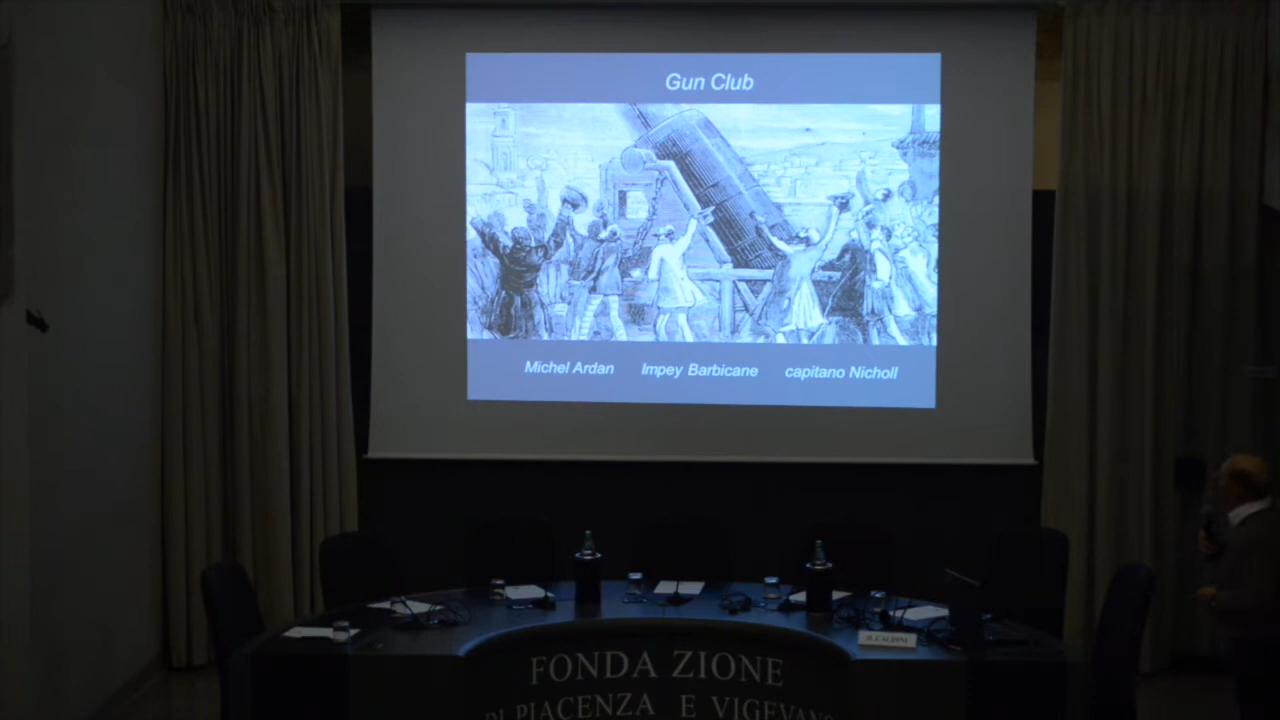 Gun Club
Michel Ardan Impey Barbicane capitano Nicholl
FONDA ZIONE
DI PIACENZA E VIGEVANO